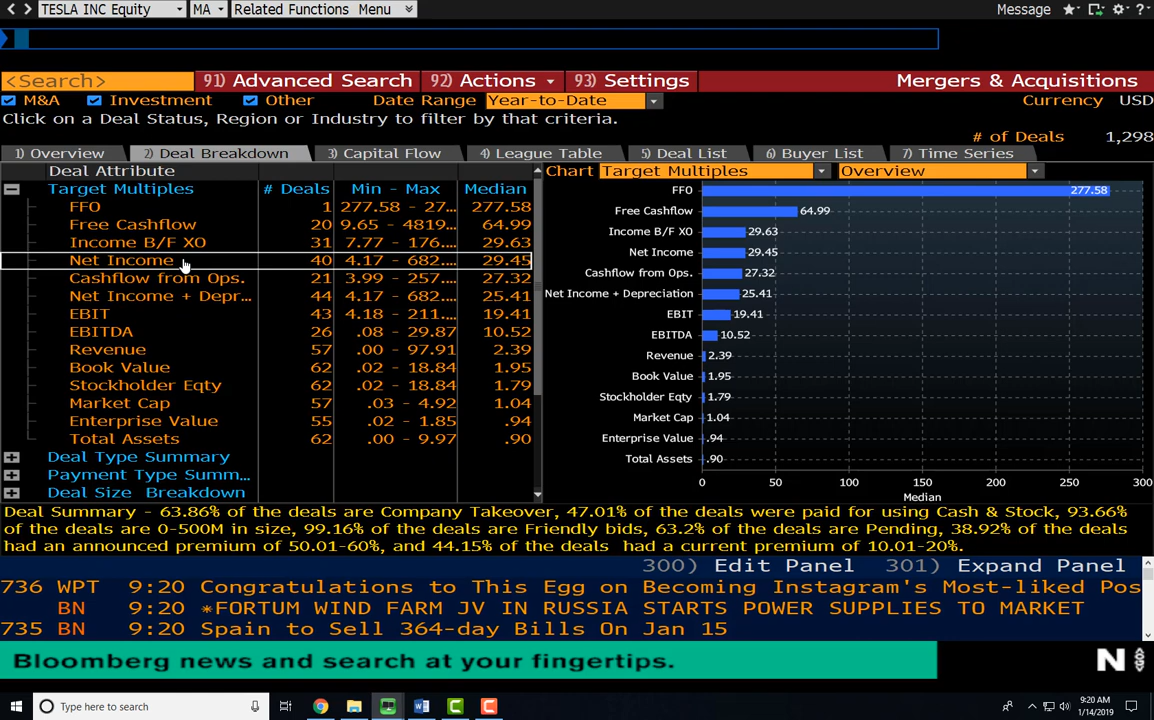 TESLA INC Equity MA Related Functions Menu Message
<Search> 91) Advanced Search 92) Actions 93) Settings Mergers & Acquisitions
M&A Investment Other Date Range Year-to-Date Currency USD
Click on a Deal Status, Region or Industry to filter by that criteria.
# of Deals 1,298
1) Overview 2) Deal Breakdown 3) Capital Flow 4) League Table 5) Deal List 6) Buyer List 7) Time Series
Deal Attribute
Target Multiples # Deals Min - Max Median
FFO 1 277.58 - 27... 277.58
Free Cashflow 20 9.65 - 4819... 64.99
Income B/F XO 31 7.77 - 176.... 29.63
Net Income 40 4.17 - 682.... 29.45
Cashflow from Ops. 21 3.99 - 257.... 27.32
Net Income + Depr... 44 4.17 - 682.... 25.41
EBIT 43 4.18 - 211.... 19.41
EBITDA 26 .08 - 29.87 10.52
Revenue 57 .00 - 97.91 2.39
Book Value 62 .02 - 18.84 1.95
Stockholder Eqty 62 .02 - 18.84 1.79
Market Cap 57 .03 - 4.92 1.04
Enterprise Value 55 .02 - 1.85 .94
Total Assets 62 .00 - 9.97 .90
Deal Type Summary
Payment Type Summ...
Deal Size Breakdown
Chart Target Multiples Overview
FFO 277.58
Free Cashflow 64.99
Income B/F XO 29.63
Net Income 29.45
Cashflow from Ops. 27.32
Net Income + Depreciation 25.41
EBIT 19.41
EBITDA 10.52
Revenue 2.39
Book Value 1.95
Stockholder Eqty 1.79
Market Cap 1.04
Enterprise Value .94
Total Assets .90
0 50 100 150 200 250 300
Median
Deal Summary - 63.86% of the deals are Company Takeover, 47.01% of the deals were paid for using Cash & Stock, 93.66%
of the deals are 0-500M in size, 99.16% of the deals are Friendly bids, 63.2% of the deals are Pending, 38.92% of the deals
had an announced premium of 50.01-60%, and 44.15% of the deals had a current premium of 10.01-20%.
300) Edit Panel 301) Expand Panel
736 WPT 9:20 Congratulations to This Egg on Becoming Instagram's Most-liked Pos
BN 9:20 *FORTUM WIND FARM JV IN RUSSIA STARTS POWER SUPPLIES TO MARKET
735 BN 9:20 Spain to Sell 364-day Bills On Jan 15
Bloomberg news and search at your fingertips. N
Type here to search
9:20 AM
1/14/2019